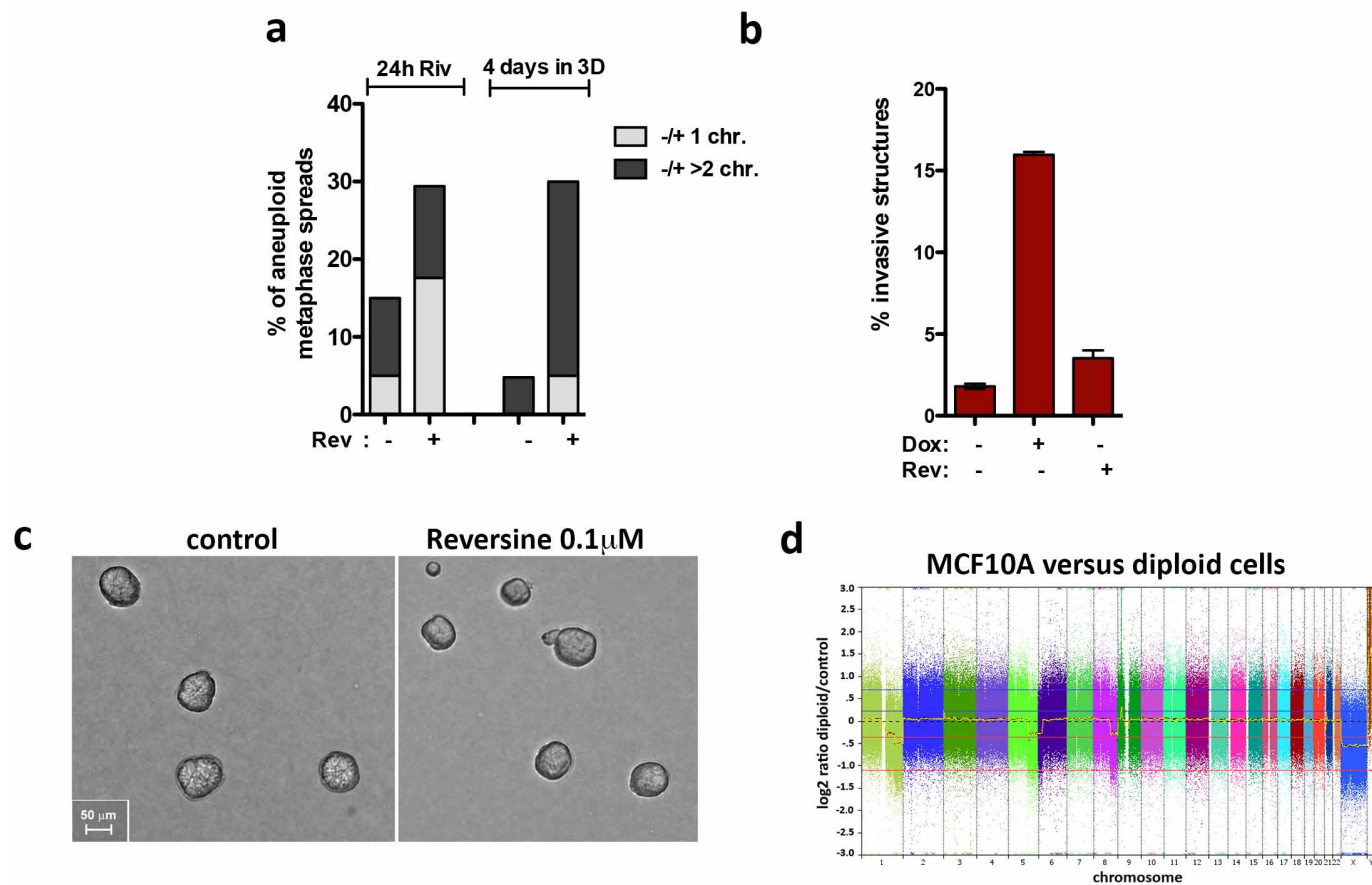 a
24h Riv
4 days in 3D
% of aneuploid
metaphase spreads
40
30
20
10
0
-/+ 1 chr.
-/+ >2 chr.
Rev : - + - +
b
% invasive structures
20
15
10
5
0
Dox: - + -
Rev: - - +
c
control
Reversine 0.1μM
50 μm
d
MCF10A versus diploid cells
log2 ratio diploid/control
3.0
2.5
2.0
1.5
1.0
.5
0
-.5
-1.0
-1.5
-2.0
-2.5
-3.0
1 2 3 4 5 6 7 8 9 10 11 12 13 14 15 16 17 18 19 20 21 22 X Y
chromosome